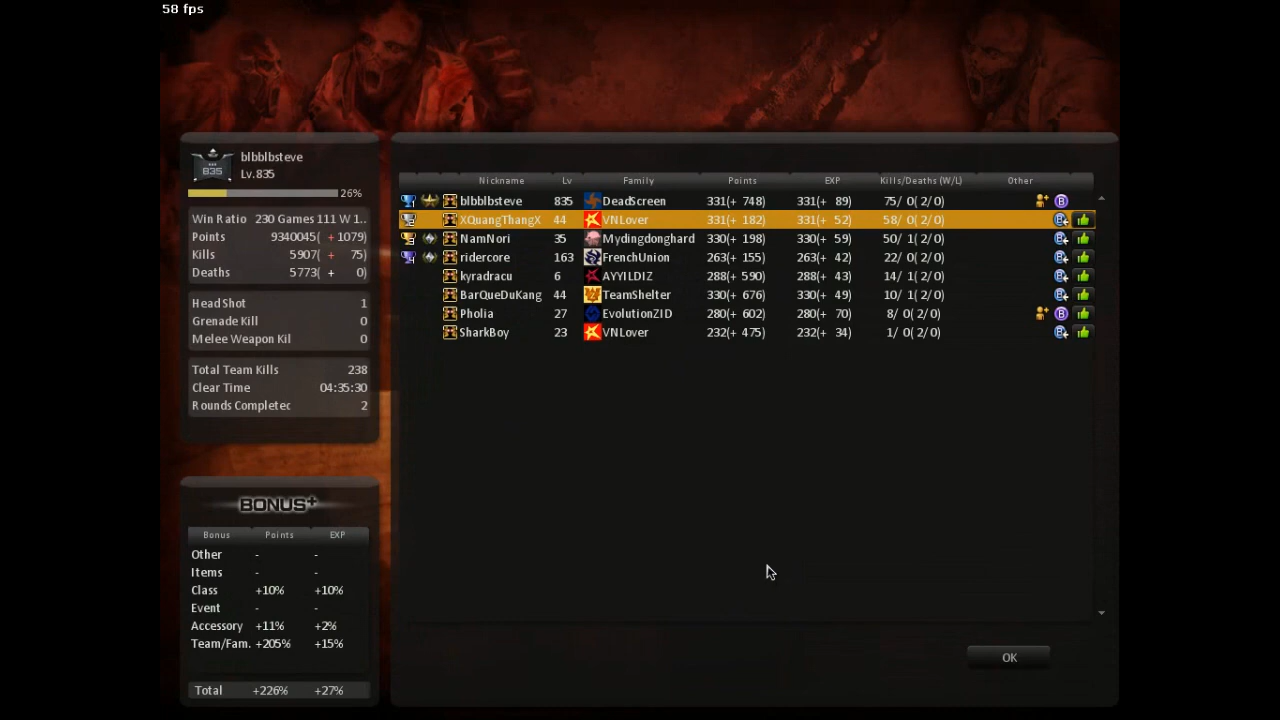 58 fps
blbblbsteve
Lv.835
835
26%
Win Ratio 230 Games 111 W 1..
Points 9340045( + 1079)
Kills 5907( + 75)
Deaths 5773( + 0)
Head Shot 1
Grenade Kill 0
Melee Weapon Kil 0
Total Team Kills 238
Clear Time 04:35:30
Rounds Completec 2
BONUS+
Bonus Points EXP
Other - -
Items - -
Class +10% +10%
Event - -
Accessory +11% +2%
Team/Fam. +205% +15%
Total +226% +27%
Nickname Lv Family Points EXP Kills/Deaths (W/L) Other
blbblbsteve 835 DeadScreen 331(+ 748) 331(+ 89) 75/ 0( 2/ 0) B
XQuangThangX 44 VNLover 331(+ 182) 331(+ 52) 58/ 0( 2/ 0) B+
NamNori 35 Mydingdonghard 330(+ 198) 330(+ 59) 50/ 1( 2/ 0) B+
ridercore 163 FrenchUnion 263(+ 155) 263(+ 42) 22/ 0( 2/ 0) B+
kyradracu 6 AYYILDIZ 288(+ 590) 288(+ 43) 14/ 1( 2/ 0) B+
BarQueDuKang 44 TeamShelter 330(+ 676) 330(+ 49) 10/ 1( 2/ 0) B+
Pholia 27 EvolutionZID 280(+ 602) 280(+ 70) 8/ 0( 2/ 0) B
SharkBoy 23 VNLover 232(+ 475) 232(+ 34) 1/ 0( 2/ 0) B+
OK